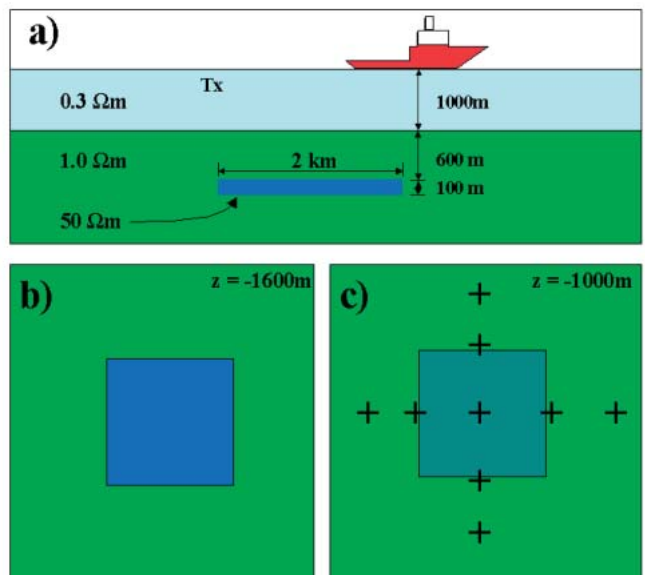 a)
Tx
0.3 Ωm
1000m
1.0 Ωm
2 km
600 m
100 m
50 Ωm
b)
z = -1600m
c)
z = -1000m